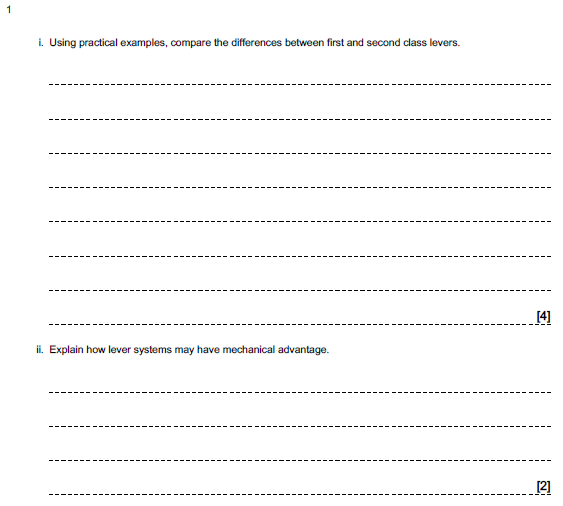 1
i. Using practical examples, compare the differences between first and second class levers.
[4]
ii. Explain how lever systems may have mechanical advantage.
[2]